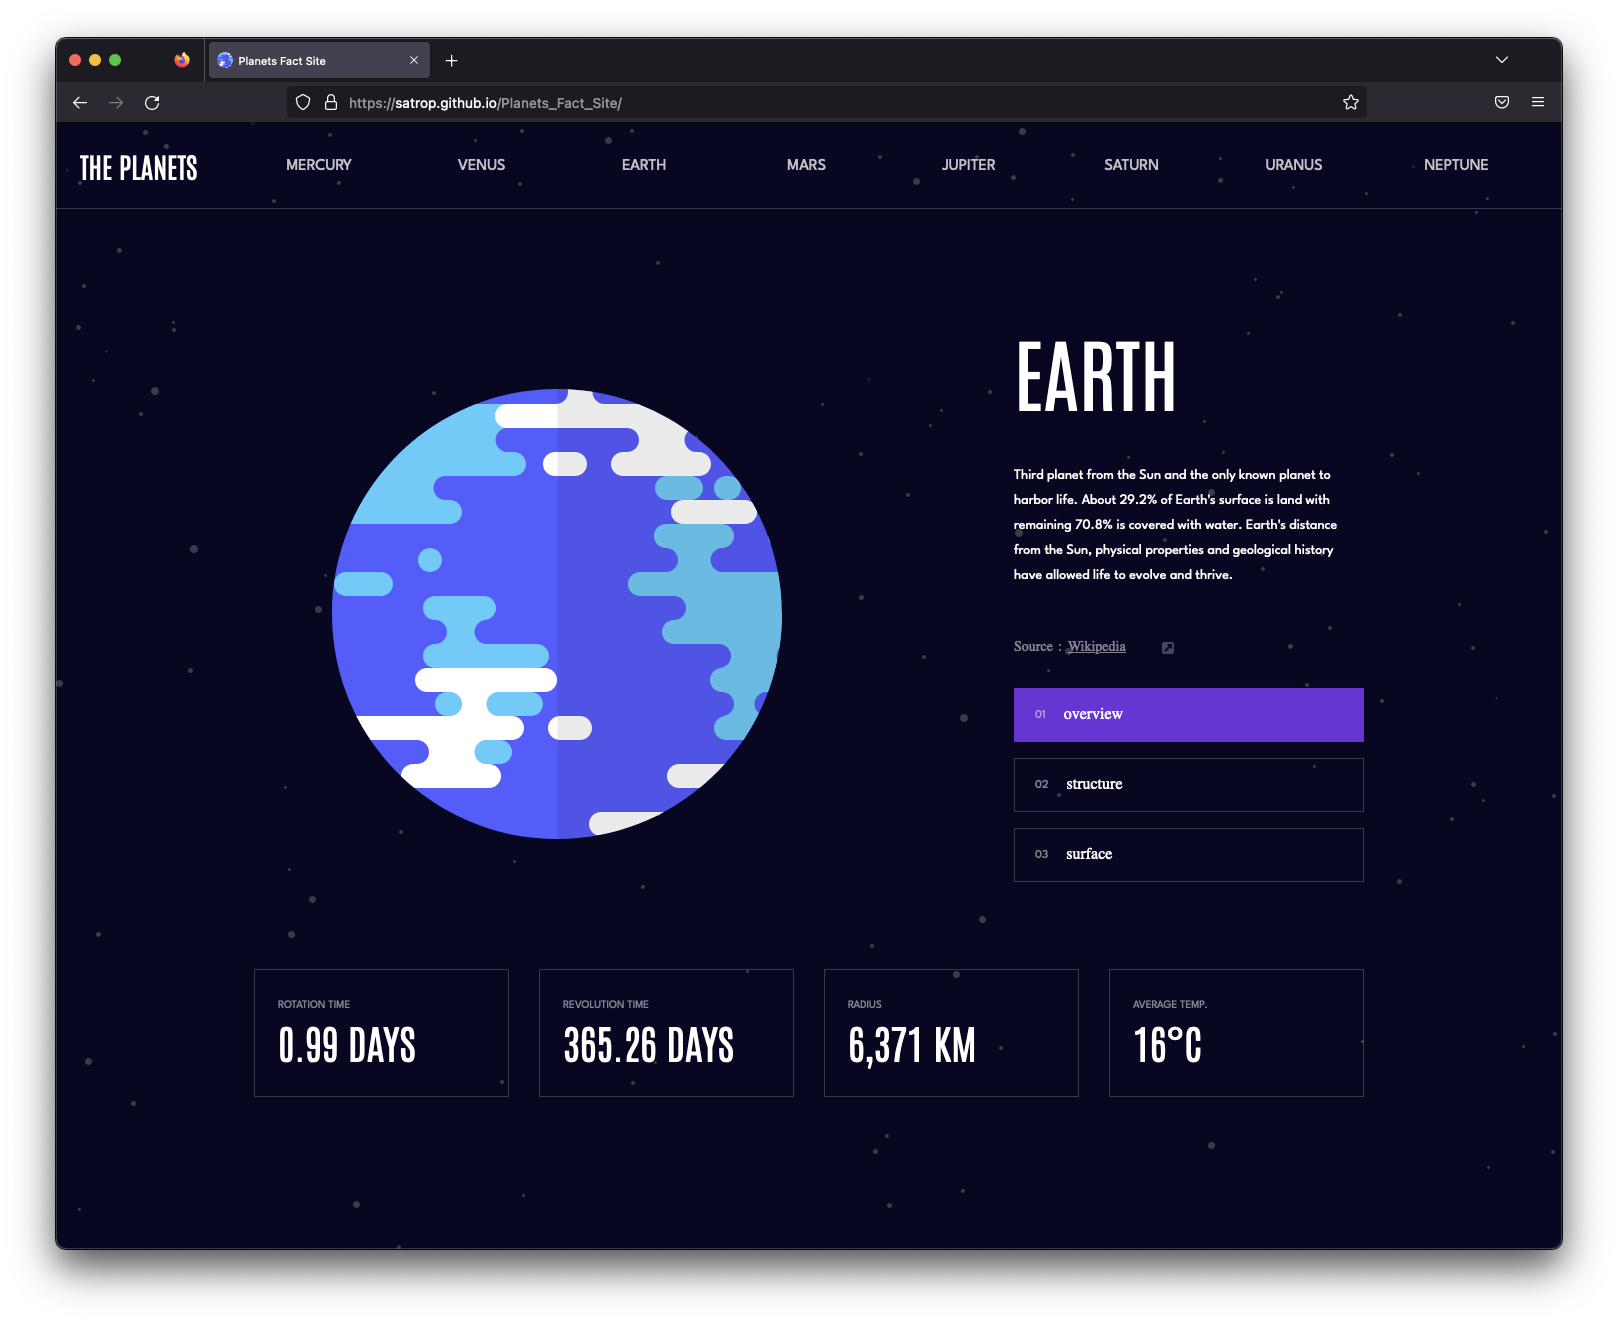 Planets Fact Site
https://satrop.github.io/Planets_Fact_Site/
THE PLANETS
MERCURY
VENUS
EARTH
MARS
JUPITER
SATURN
URANUS
NEPTUNE
EARTH
Third planet from the Sun and the only known planet to
harbor life. About 29.2% of Earth's surface is land with
remaining 70.8% is covered with water. Earth's distance
from the Sun, physical properties and geological history
have allowed life to evolve and thrive.
Source : Wikipedia
01 overview
02 structure
03 surface
ROTATION TIME
0.99 DAYS
REVOLUTION TIME
365.26 DAYS
RADIUS
6,371 KM
AVERAGE TEMP.
16°C